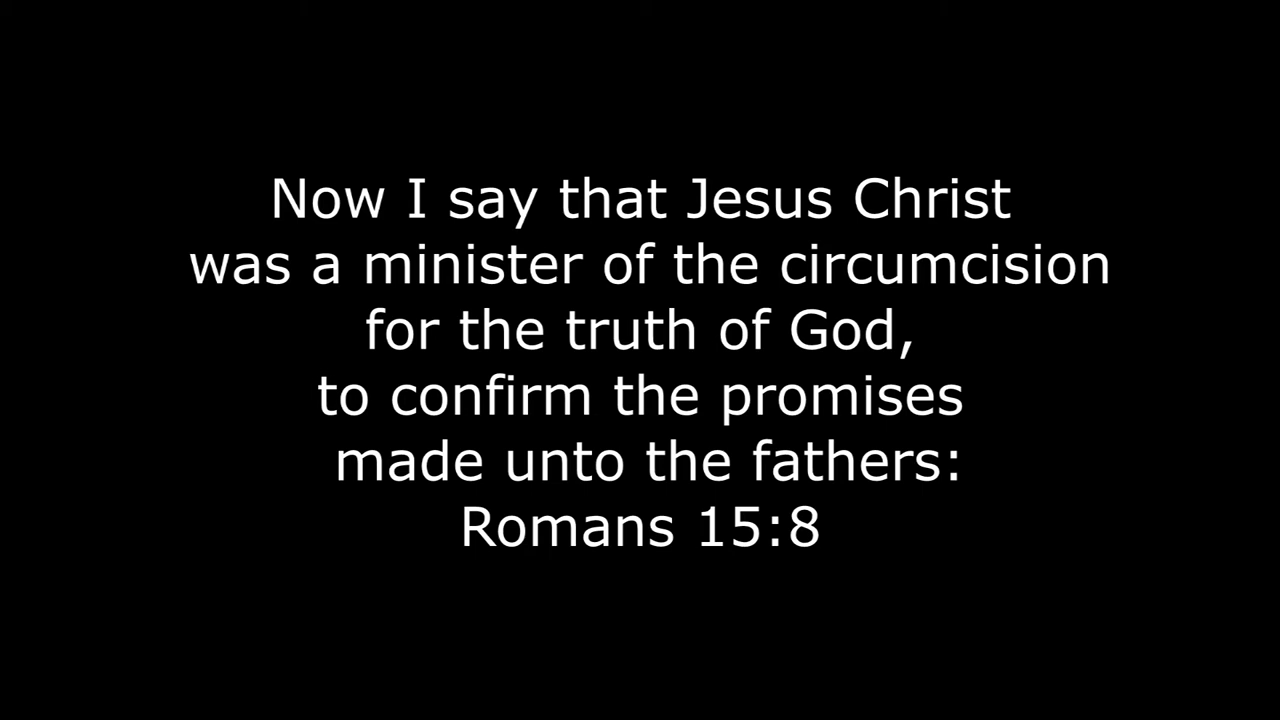 Now I say that Jesus Christ
was a minister of the circumcision
for the truth of God,
to confirm the promises
made unto the fathers:
Romans 15:8